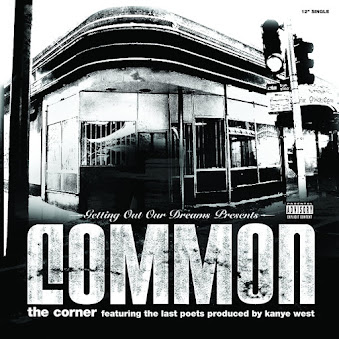 12" SINGLE
Getting Out Our Dreams Presents
PARENTAL
ADVISORY
EXPLICIT CONTENT
COMMON
the corner featuring the last poets produced by kanye west